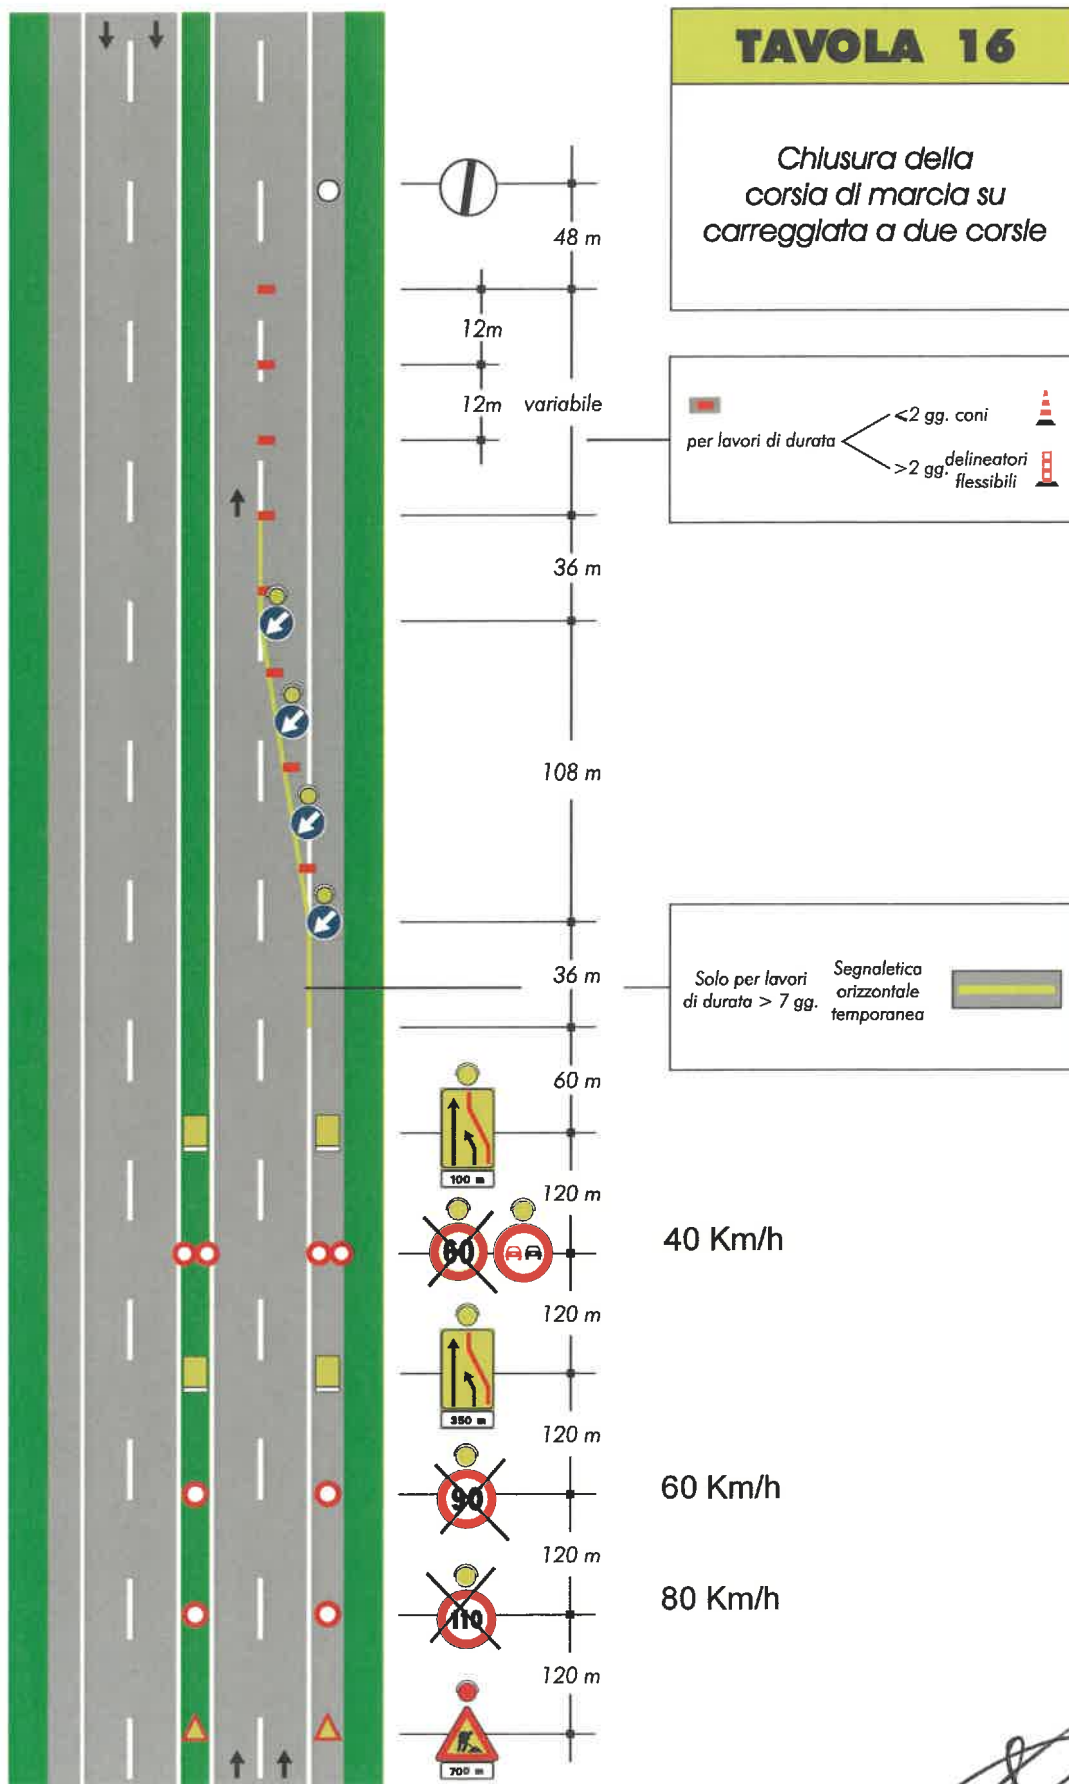 TAVOLA 16
Chiusura della
corsia di marcia su
carreggiata a due corsie
48 m
12m
12m variabile
per lavori di durata
<2 gg. coni
>2 gg. delineatori
flessibili
36 m
108 m
36 m
Solo per lavori
di durata > 7 gg.
Segnaletica
orizzontale
temporanea
60 m
100 m
120 m
60
40 Km/h
120 m
350 m
120 m
90
60 Km/h
120 m
110
80 Km/h
120 m
700 m